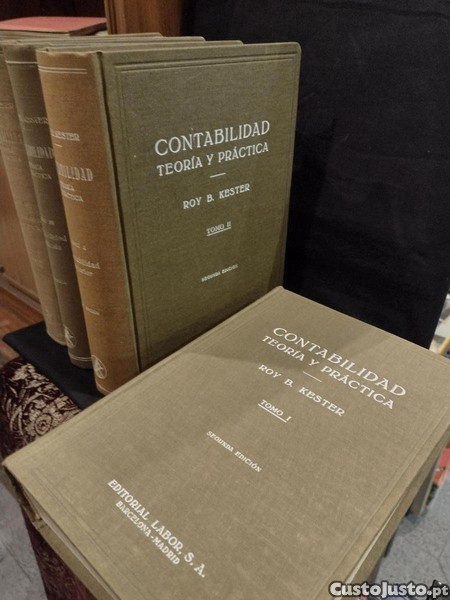 CONTABILIDAD
TEORÍA Y PRÁCTICA
ROY B. KESTER
TOMO II
SEGUNDA EDICIÓN
CONTABILIDAD
TEORÍA Y PRÁCTICA
ROY B. KESTER
TOMO I
SEGUNDA EDICIÓN
EDITORIAL LABOR, S. A.
BARCELONA-MADRID
KESTER
CustoJusto.pt